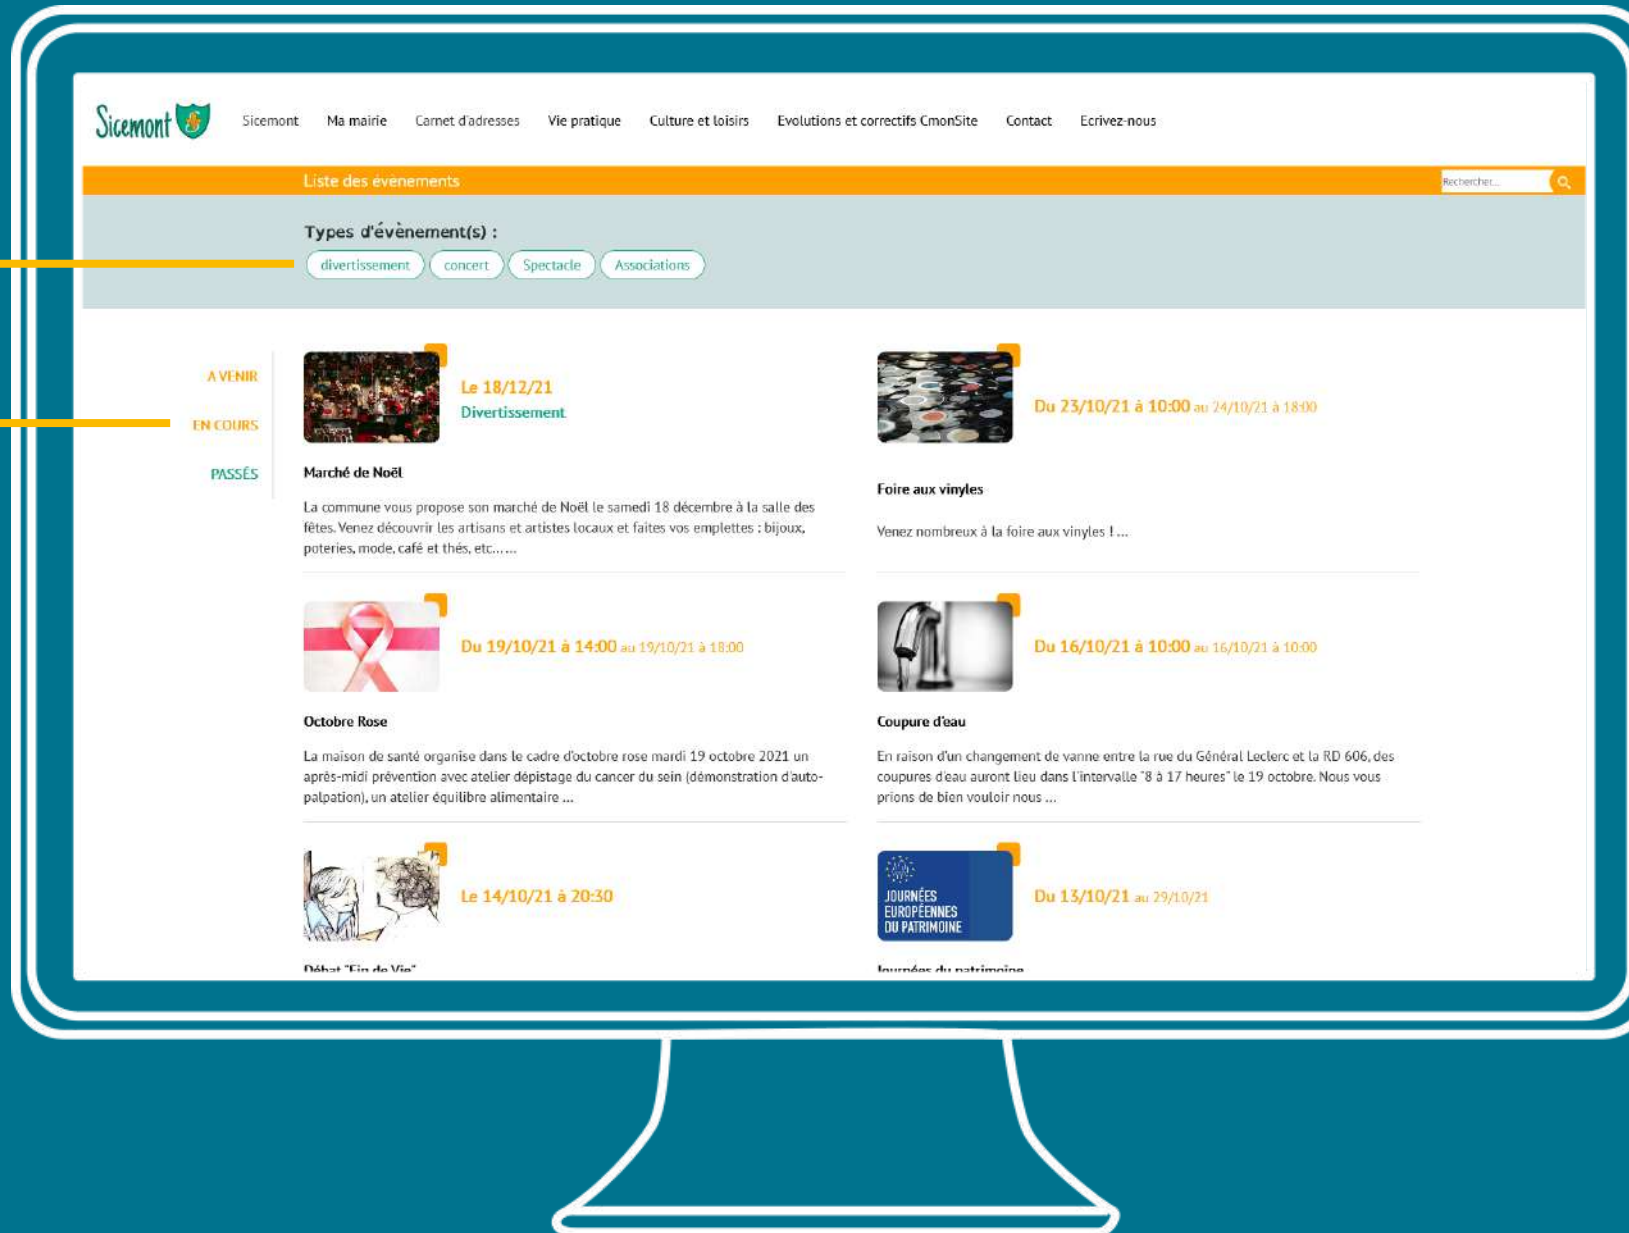 Sicemont
Sicemont Ma mairie Carnet d'adresses Vie pratique Culture et loisirs Evolutions et correctifs CmonSite Contact Ecrivez-nous
Liste des évènements
Rechercher...
Types d'évènement(s) :
divertissement concert Spectacle Associations
A VENIR
EN COURS
PASSÉS
Le 18/12/21
Divertissement
Marché de Noël
La commune vous propose son marché de Noël le samedi 18 décembre à la salle des
fêtes. Venez découvrir les artisans et artistes locaux et faites vos emplettes : bijoux,
poteries, mode, café et thés, etc... ...
Du 23/10/21 à 10:00 au 24/10/21 à 18:00
Foire aux vinyles
Venez nombreux à la foire aux vinyles ! ...
Du 19/10/21 à 14:00 au 19/10/21 à 18:00
Octobre Rose
La maison de santé organise dans le cadre d'octobre rose mardi 19 octobre 2021 un
après-midi prévention avec atelier dépistage du cancer du sein (démonstration d'auto-
palpation), un atelier équilibre alimentaire ...
Du 16/10/21 à 10:00 au 16/10/21 à 10:00
Coupure d'eau
En raison d'un changement de vanne entre la rue du Général Leclerc et la RD 606, des
coupures d'eau auront lieu dans l'intervalle "8 à 17 heures" le 19 octobre. Nous vous
prions de bien vouloir nous ...
Le 14/10/21 à 20:30
Débat "Fin de Vie"
JOURNÉES
EUROPÉENNES
DU PATRIMOINE
Du 13/10/21 au 29/10/21
Journées du patrimoine